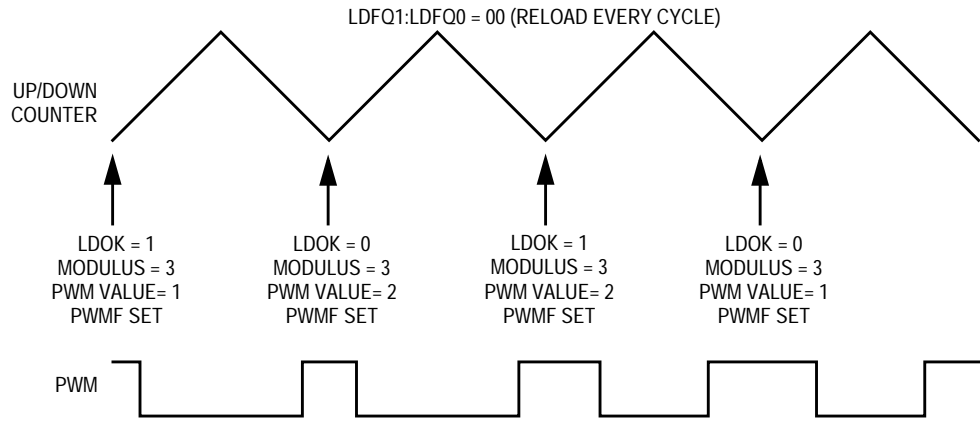 LDFQ1:LDFQ0 = 00 (RELOAD EVERY CYCLE)
UP/DOWN
COUNTER
LDOK = 1
MODULUS = 3
PWM VALUE= 1
PWMF SET
LDOK = 0
MODULUS = 3
PWM VALUE= 2
PWMF SET
LDOK = 1
MODULUS = 3
PWM VALUE= 2
PWMF SET
LDOK = 0
MODULUS = 3
PWM VALUE= 1
PWMF SET
PWM